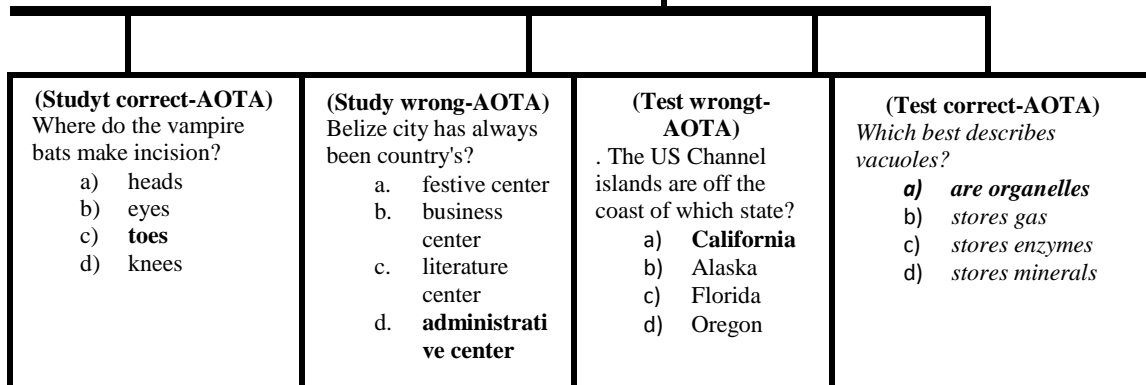 (Studyt correct-AOTA)
Where do the vampire
bats make incision?
a) heads
b) eyes
c) toes
d) knees
(Study wrong-AOTA)
Belize city has always
been country's?
a. festive center
b. business
center
c. literature
center
d. administrati
ve center
(Test wrongt-
AOTA)
. The US Channel
islands are off the
coast of which state?
a) California
b) Alaska
c) Florida
d) Oregon
(Test correct-AOTA)
Which best describes
vacuoles?
a) are organelles
b) stores gas
c) stores enzymes
d) stores minerals